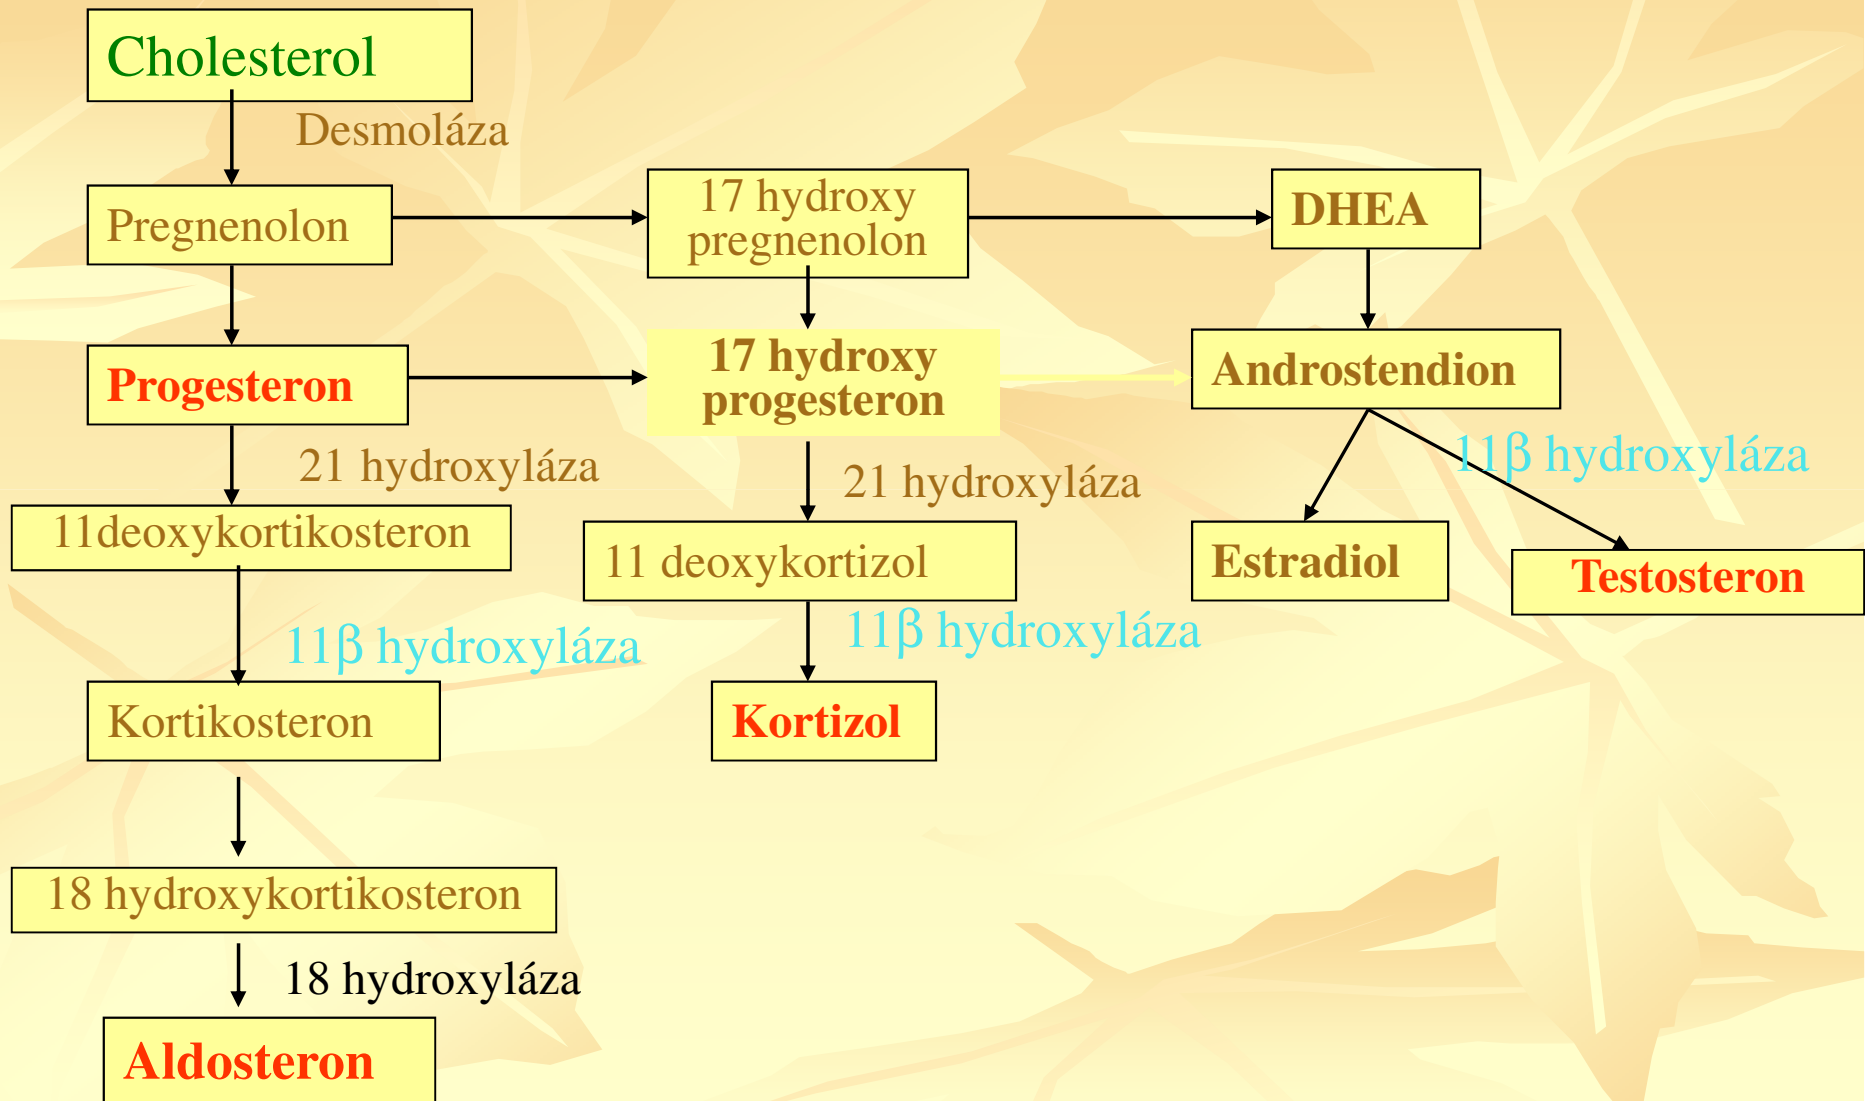 Cholesterol
Desmoláza
Pregnenolon
17 hydroxy
pregnenolon
DHEA
Progesteron
17 hydroxy
progesteron
Androstendion
21 hydroxyláza
21 hydroxyláza
11β hydroxyláza
11deoxykortikosteron
11 deoxykortizol
Estradiol
Testosteron
11β hydroxyláza
11β hydroxyláza
Kortikosteron
Kortizol
18 hydroxykortikosteron
18 hydroxyláza
Aldosteron